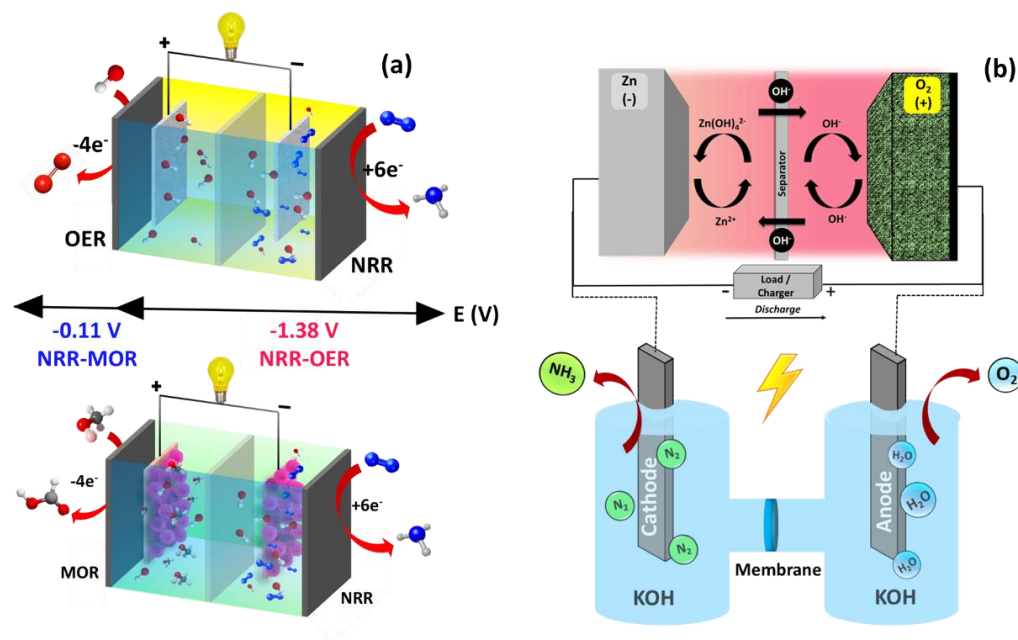 (a)
+
−
-4e⁻
+6e⁻
OER
NRR
E (V)
-0.11 V
NRR-MOR
-1.38 V
NRR-OER
+
−
-4e⁻
+6e⁻
MOR
NRR
(b)
Zn
(-)
O₂
(+)
OH⁻
Zn(OH)₄²⁻
OH⁻
Separator
Zn²⁺
OH⁻
OH⁻
Load /
Charger
−
+
Discharge
NH₃
O₂
Cathode
N₂
N₂
N₂
Anode
H₂O
H₂O
H₂O
Membrane
KOH
KOH